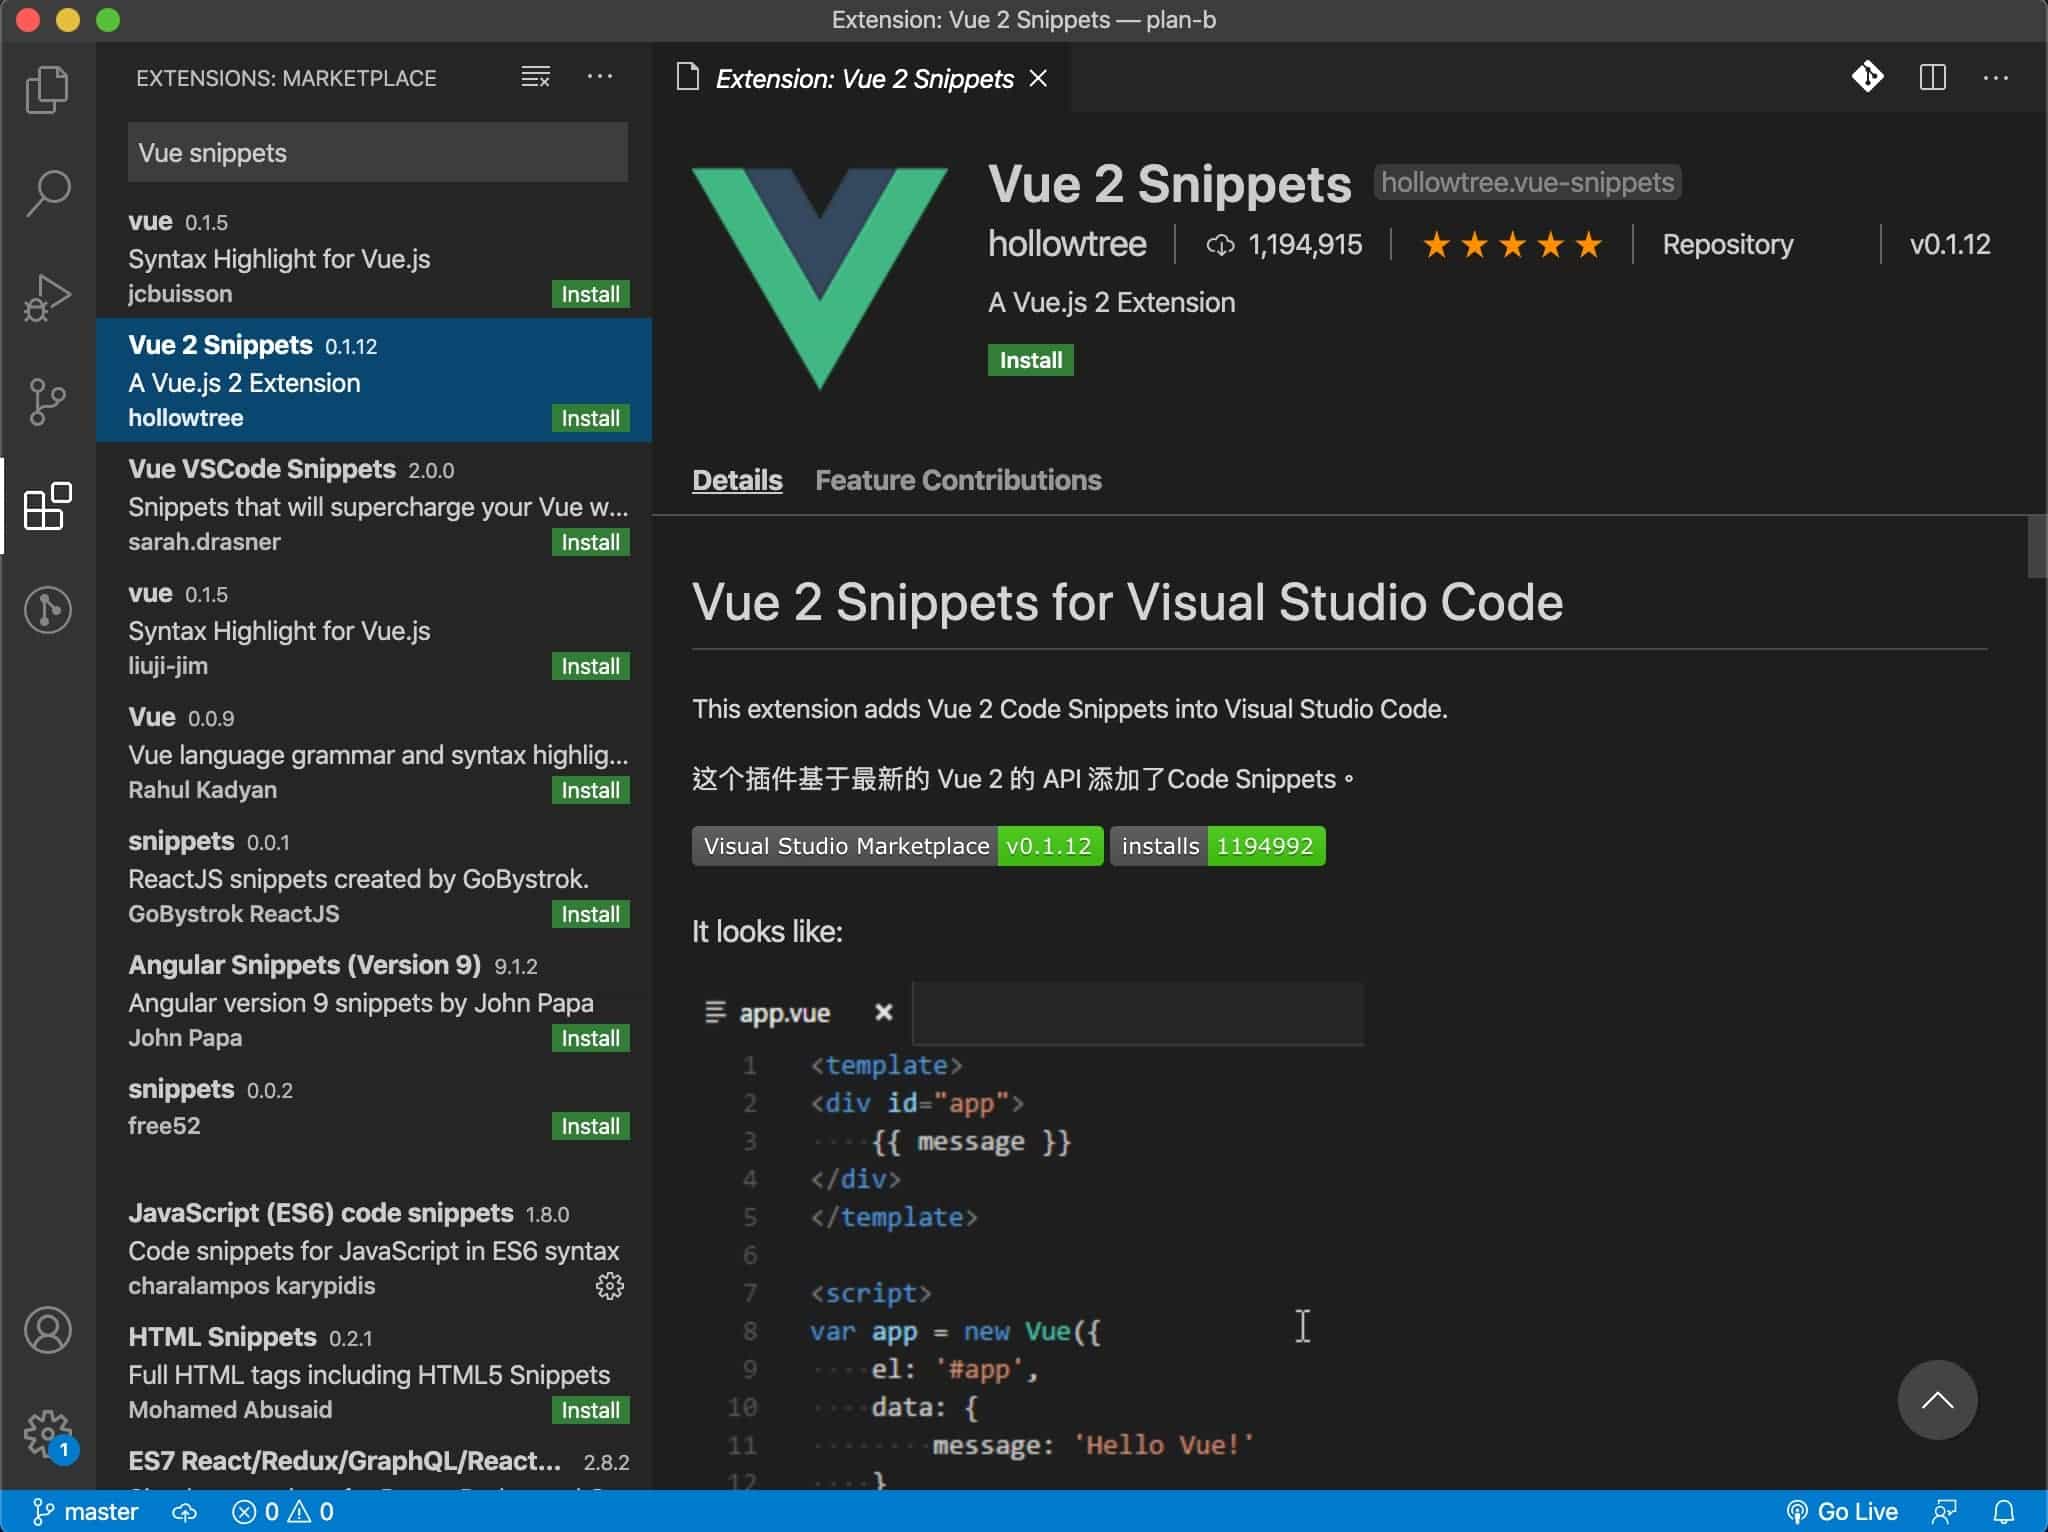 Extension: Vue 2 Snippets — plan-b
EXTENSIONS: MARKETPLACE
Vue snippets
vue 0.1.5
Syntax Highlight for Vue.js
jcbuisson Install
Vue 2 Snippets 0.1.12
A Vue.js 2 Extension
hollowtree Install
Vue VSCode Snippets 2.0.0
Snippets that will supercharge your Vue w...
sarah.drasner Install
vue 0.1.5
Syntax Highlight for Vue.js
liuji-jim Install
Vue 0.0.9
Vue language grammar and syntax highlig...
Rahul Kadyan Install
snippets 0.0.1
ReactJS snippets created by GoBystrok.
GoBystrok ReactJS Install
Angular Snippets (Version 9) 9.1.2
Angular version 9 snippets by John Papa
John Papa Install
snippets 0.0.2
free52 Install
JavaScript (ES6) code snippets 1.8.0
Code snippets for JavaScript in ES6 syntax
charalampos karypidis
HTML Snippets 0.2.1
Full HTML tags including HTML5 Snippets
Mohamed Abusaid Install
ES7 React/Redux/GraphQL/React... 2.8.2
Extension: Vue 2 Snippets
Vue 2 Snippets hollowtree.vue-snippets
hollowtree 1,194,915 Repository v0.1.12
A Vue.js 2 Extension
Install
Details Feature Contributions
Vue 2 Snippets for Visual Studio Code
This extension adds Vue 2 Code Snippets into Visual Studio Code.
这个插件基于最新的 Vue 2 的 API 添加了Code Snippets。
Visual Studio Marketplace v0.1.12 installs 1194992
It looks like:
app.vue
1 <template>
2 <div id="app">
3 ····{{ message }}
4 </div>
5 </template>
6
7 <script>
8 var app = new Vue({
9 ····el: '#app',
10 ····data: {
11 ········message: 'Hello Vue!'
12 ····}
1
master 0 0 Go Live